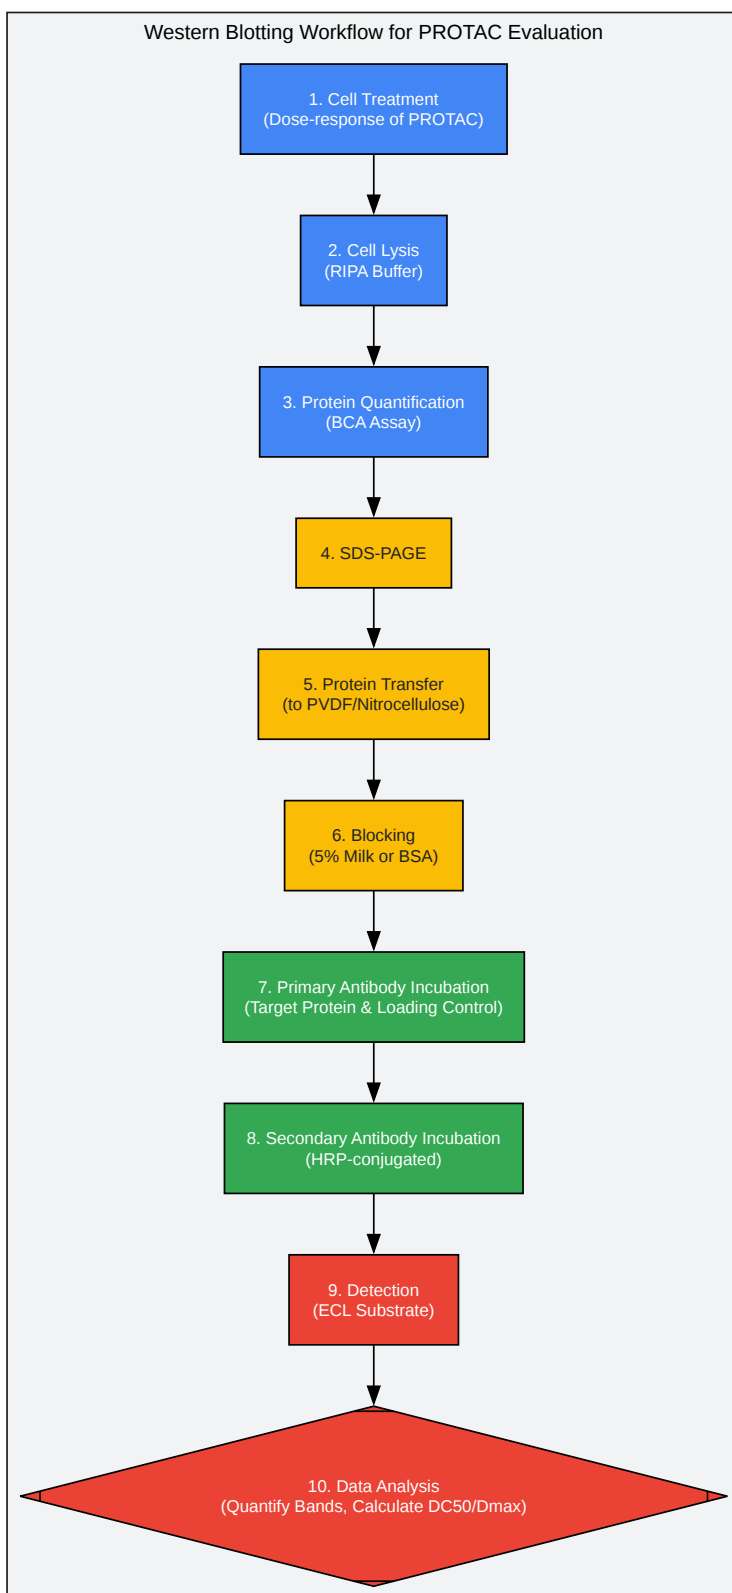 Western Blotting Workflow for PROTAC Evaluation
1. Cell Treatment
(Dose-response of PROTAC)
2. Cell Lysis
(RIPA Buffer)
3. Protein Quantification
(BCA Assay)
4. SDS-PAGE
5. Protein Transfer
(to PVDF/Nitrocellulose)
6. Blocking
(5% Milk or BSA)
7. Primary Antibody Incubation
(Target Protein & Loading Control)
8. Secondary Antibody Incubation
(HRP-conjugated)
9. Detection
(ECL Substrate)
10. Data Analysis
(Quantify Bands, Calculate DC50/Dmax)